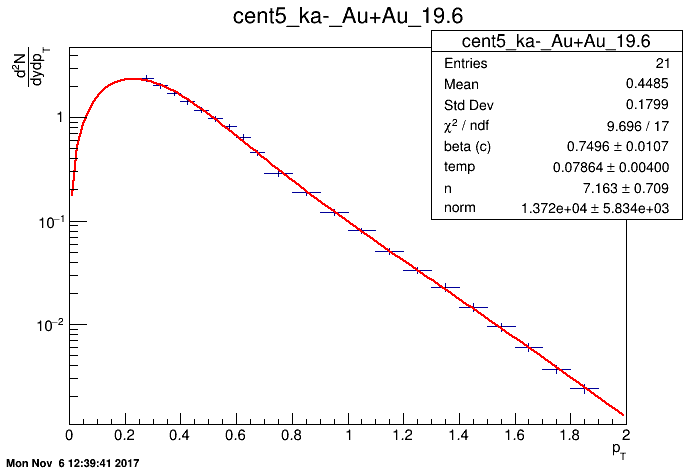 cent5_ka-_Au+Au_19.6
d²N
dydp_T
cent5_ka-_Au+Au_19.6
Entries 21
Mean 0.4485
Std Dev 0.1799
χ² / ndf 9.696 / 17
beta (c) 0.7496 ± 0.0107
temp 0.07864 ± 0.00400
n 7.163 ± 0.709
norm 1.372e+04 ± 5.834e+03
1
10⁻¹
10⁻²
0 0.2 0.4 0.6 0.8 1 1.2 1.4 1.6 1.8 2
p_T
Mon Nov 6 12:39:41 2017